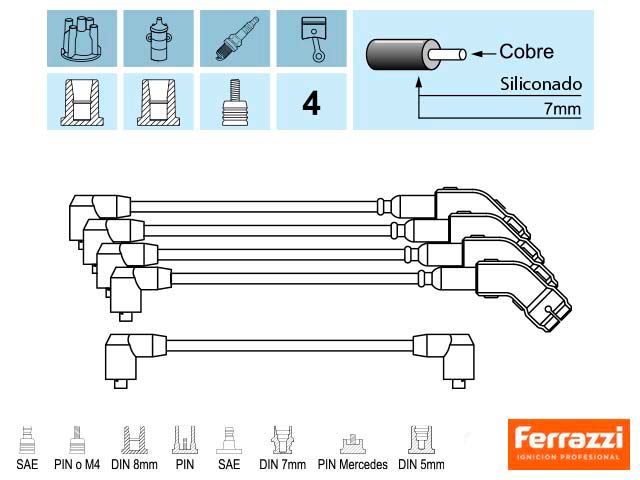 Cobre
Siliconado
7mm
4
SAE PIN o M4 DIN 8mm PIN SAE DIN 7mm PIN Mercedes DIN 5mm
Ferrazzi
IGNICION PROFESIONAL